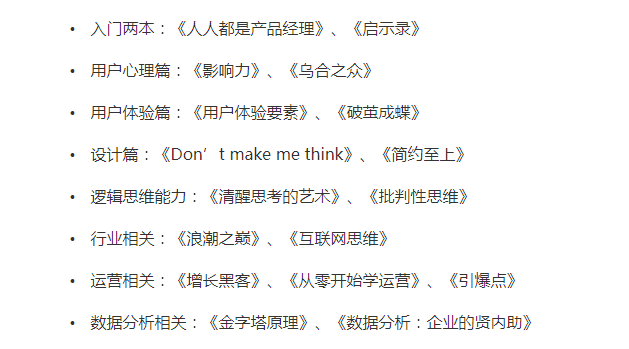 • 入门两本：《人人都是产品经理》、《启示录》
• 用户心理篇：《影响力》、《乌合之众》
• 用户体验篇：《用户体验要素》、《破茧成蝶》
• 设计篇：《Don’t make me think》、《简约至上》
• 逻辑思维能力：《清醒思考的艺术》、《批判性思维》
• 行业相关：《浪潮之巅》、《互联网思维》
• 运营相关：《增长黑客》、《从零开始学运营》、《引爆点》
• 数据分析相关：《金字塔原理》、《数据分析：企业的贤内助》